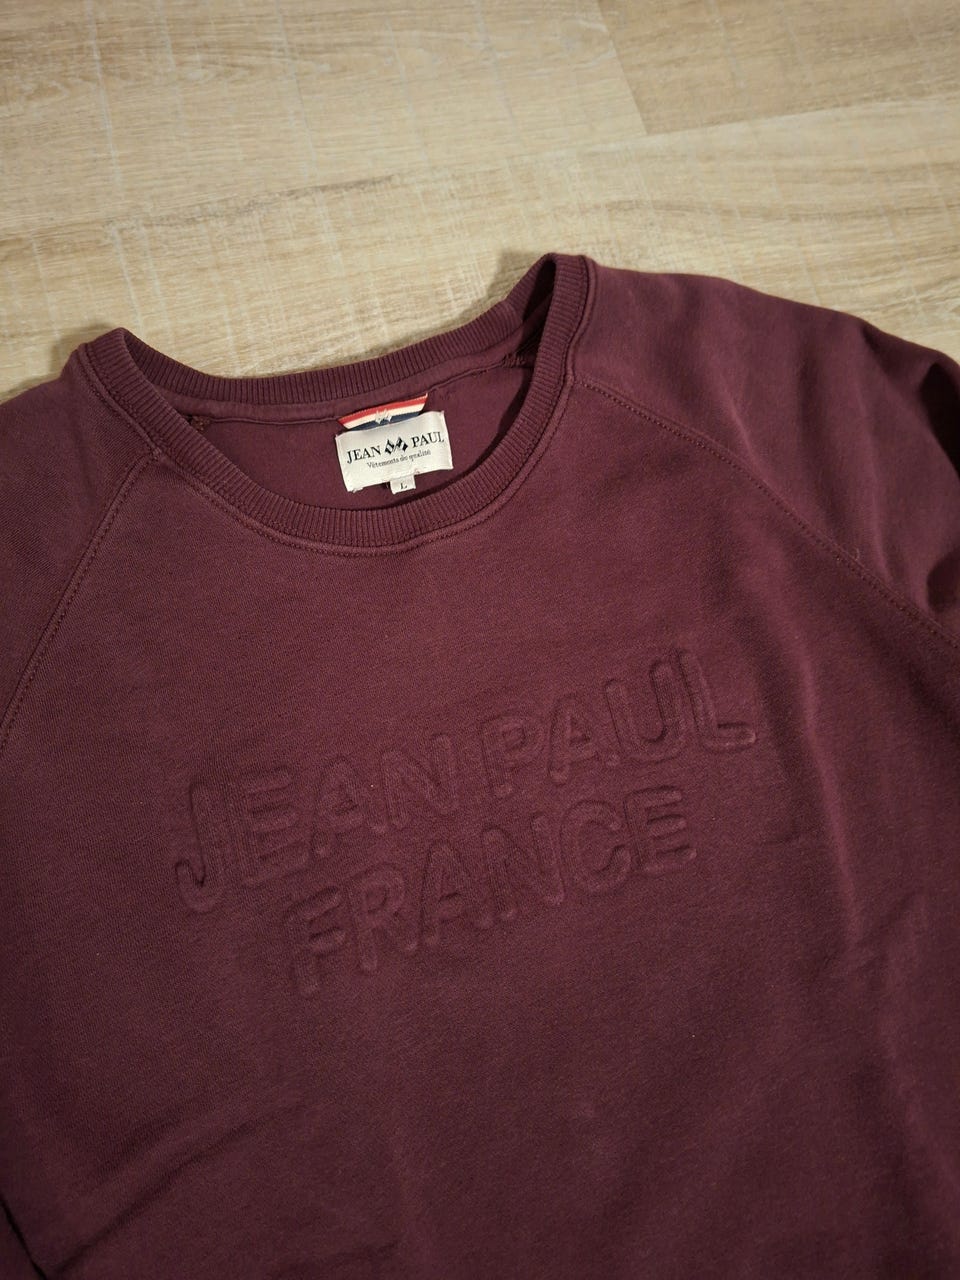 JEAN PAUL
Vêtements de qualité
L
JEAN PAUL
FRANCE